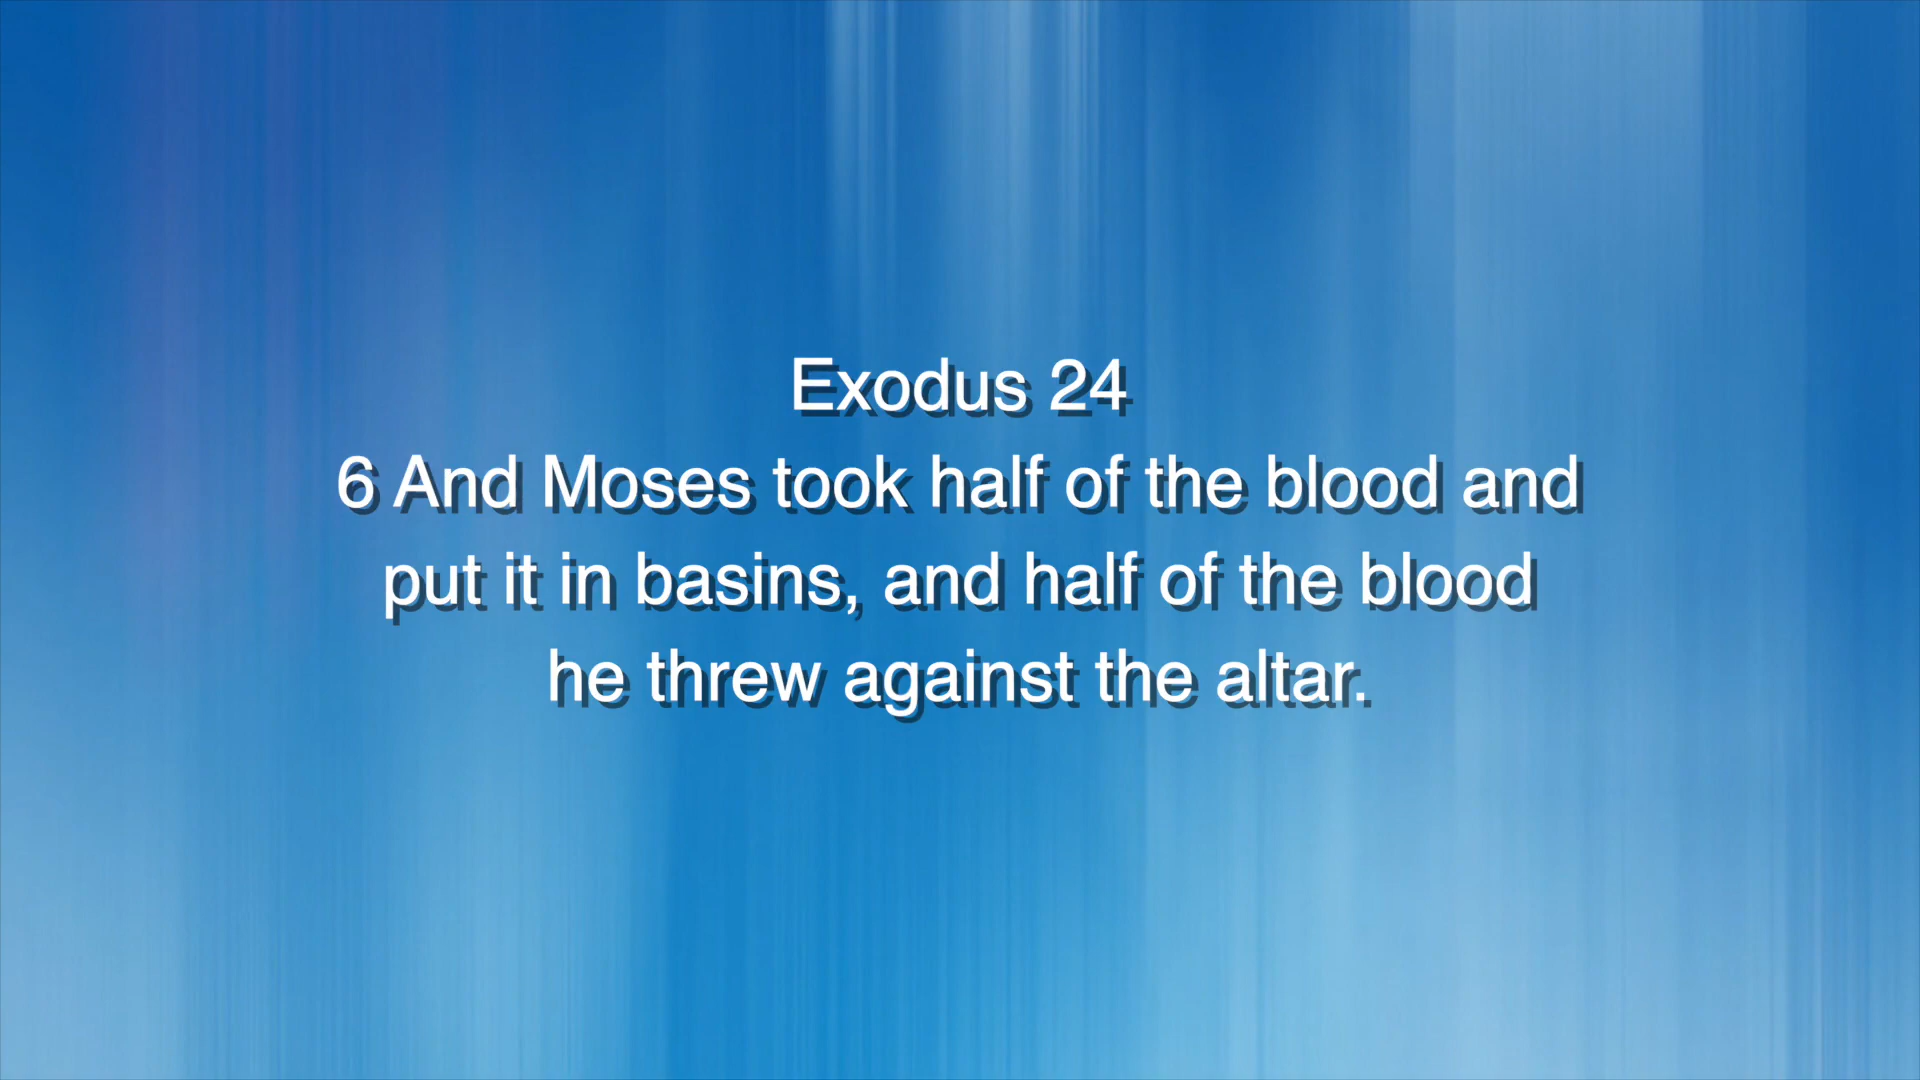 Exodus 24
6 And Moses took half of the blood and
put it in basins, and half of the blood
he threw against the altar.